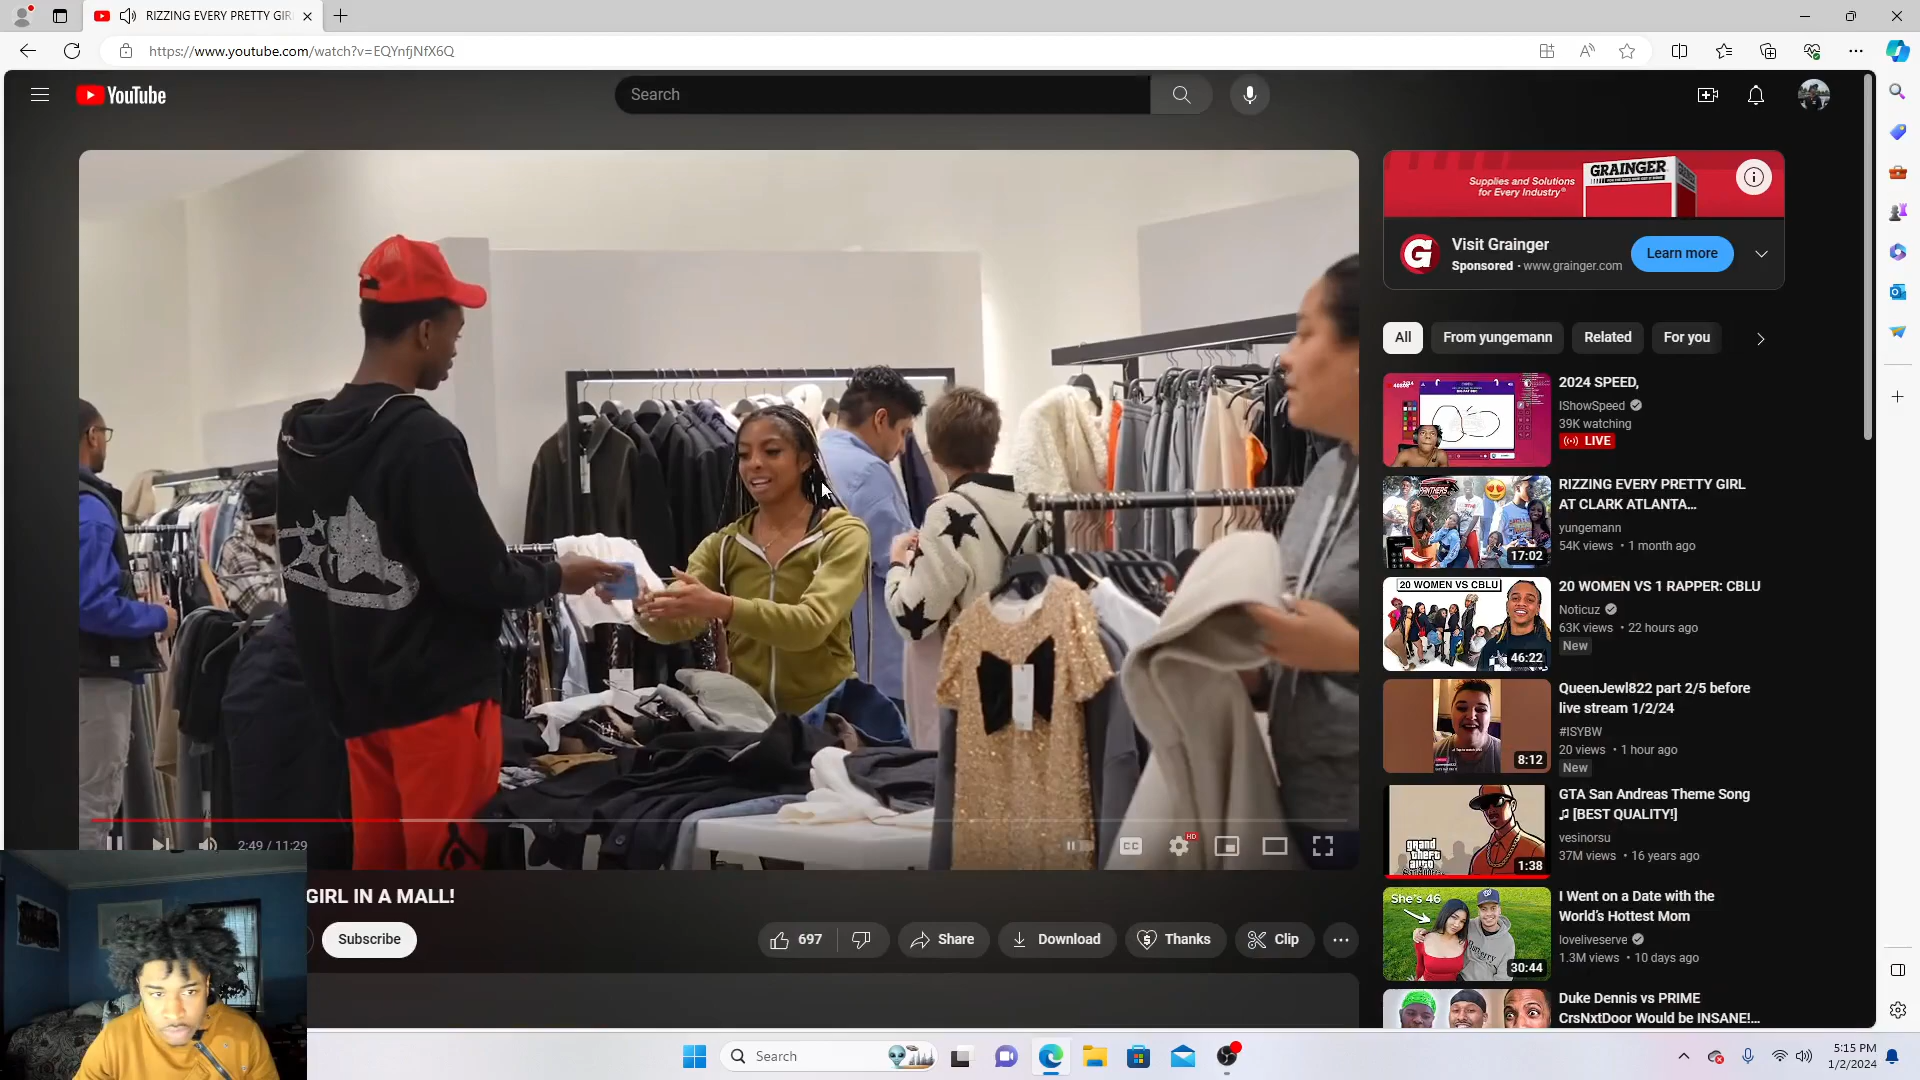 RIZZING EVERY PRETTY GIR
https://www.youtube.com/watch?v=EQYnfjNfX6Q
YouTube
Search
2:49 / 11:29
CC
HD
GIRL IN A MALL!
Subscribe
697
Share
Download
Thanks
Clip
Supplies and Solutions
for Every Industry®
GRAINGER
G
Visit Grainger
Sponsored · www.grainger.com
Learn more
All
From yungemann
Related
For you
2024 SPEED,
IShowSpeed
39K watching
LIVE
PANTHERS
17:02
RIZZING EVERY PRETTY GIRL
AT CLARK ATLANTA...
yungemann
54K views • 1 month ago
20 WOMEN VS CBLU
46:22
20 WOMEN VS 1 RAPPER: CBLU
Noticuz
63K views • 22 hours ago
New
8:12
QueenJewl822 part 2/5 before
live stream 1/2/24
#ISYBW
20 views • 1 hour ago
New
grand
theft
auto
1:38
GTA San Andreas Theme Song
♫ [BEST QUALITY!]
vesinorsu
37M views • 16 years ago
She's 46
30:44
I Went on a Date with the
World's Hottest Mom
loveliveserve
1.3M views • 10 days ago
Duke Dennis vs PRIME
CrsNxtDoor Would be INSANE!...
Search
5:15 PM
1/2/2024